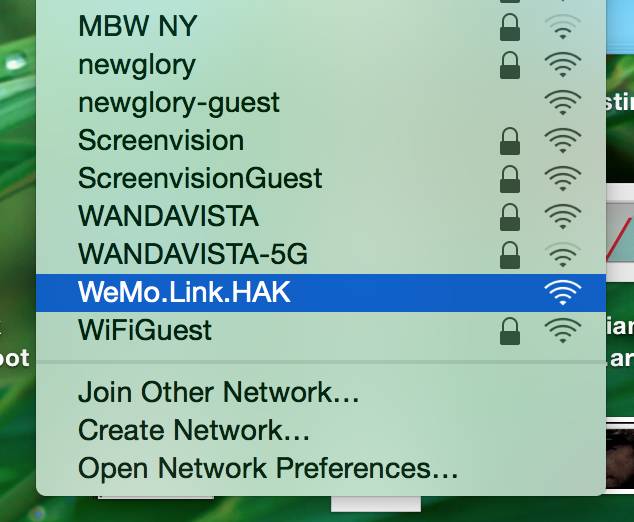 MBW NY
newglory
newglory-guest
Screenvision
ScreenvisionGuest
WANDAVISTA
WANDAVISTA-5G
WeMo.Link.HAK
WiFiGuest
Join Other Network…
Create Network…
Open Network Preferences…